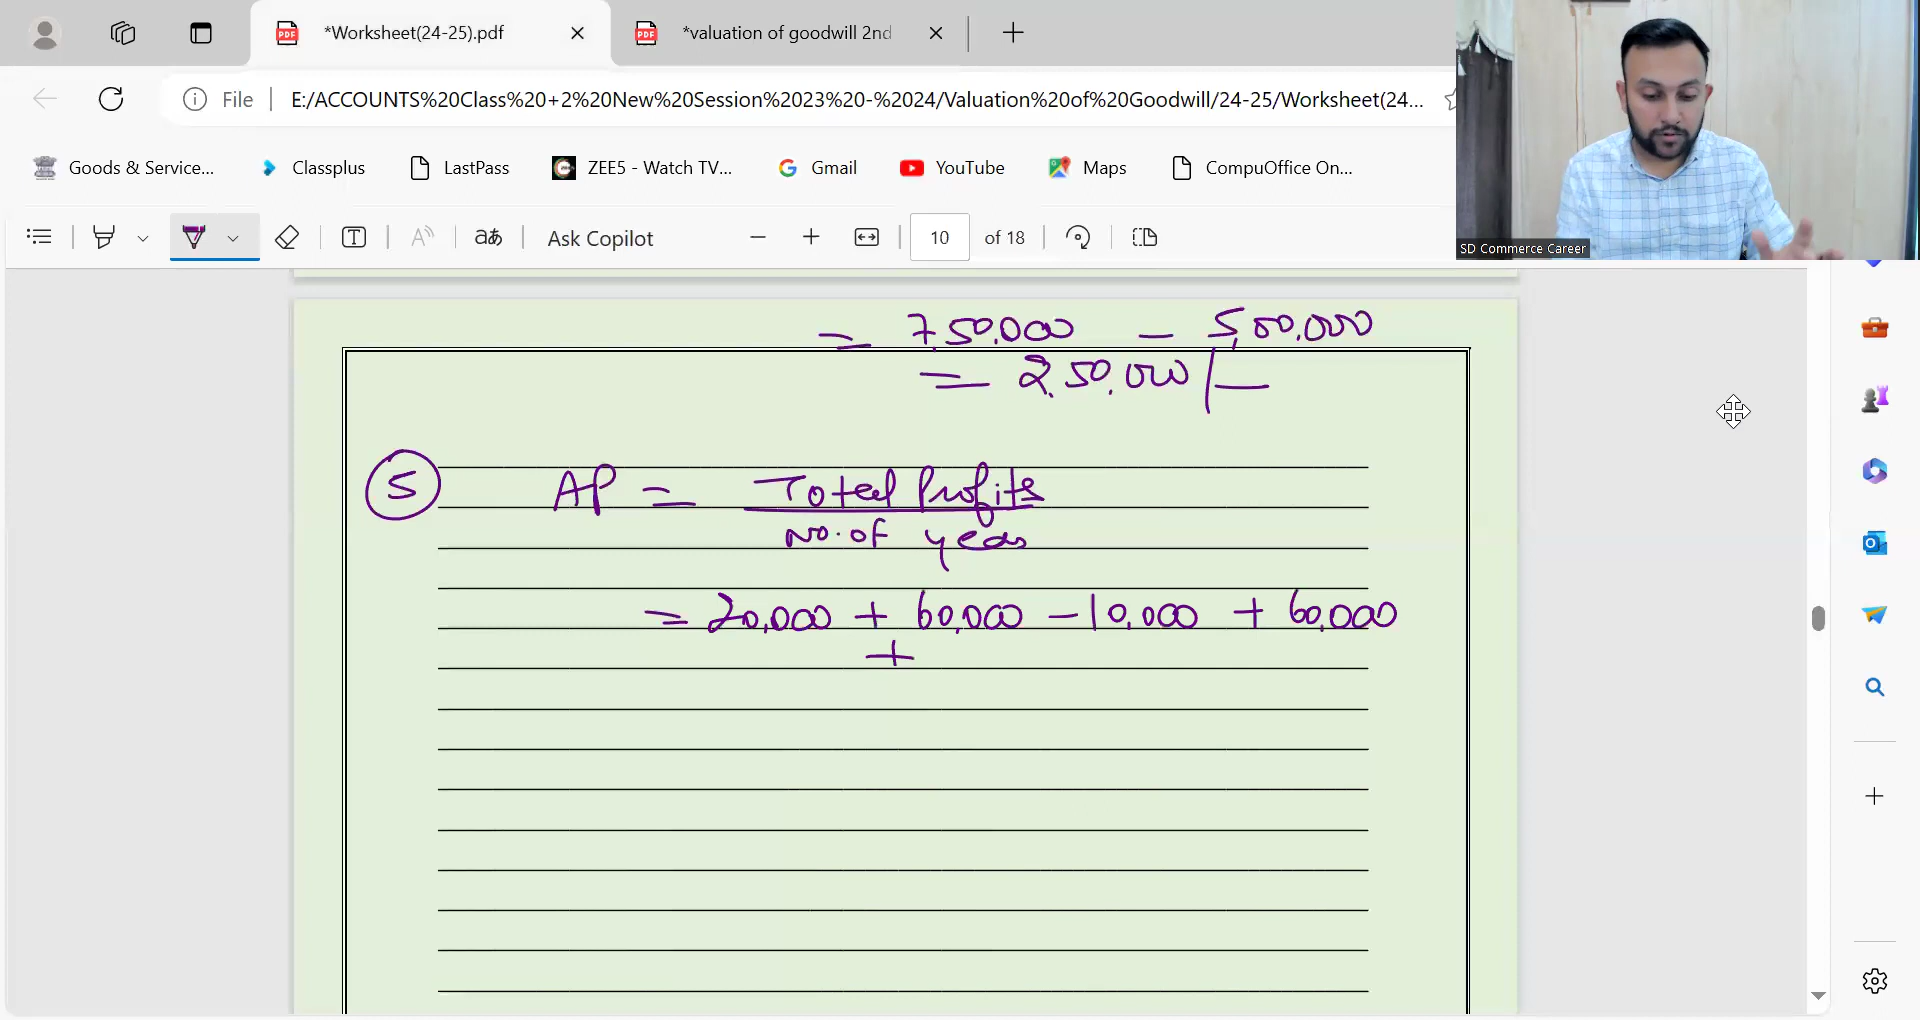 *Worksheet(24-25).pdf
*valuation of goodwill 2nd
File
E:/ACCOUNTS%20Class%20+2%20New%20Session%2023%20-%2024/Valuation%20of%20Goodwill/24-25/Worksheet(24...
Goods & Service...
Classplus
LastPass
ZEE5 - Watch TV...
Gmail
YouTube
Maps
CompuOffice On...
Ask Copilot
10 of 18
SD Commerce Career
= 7,50,000 - 5,00,000
= 2,50,000/-
5 AP = Total Profits
No. of years
= 20,000 + 60,000 - 10,000 + 60,000
+